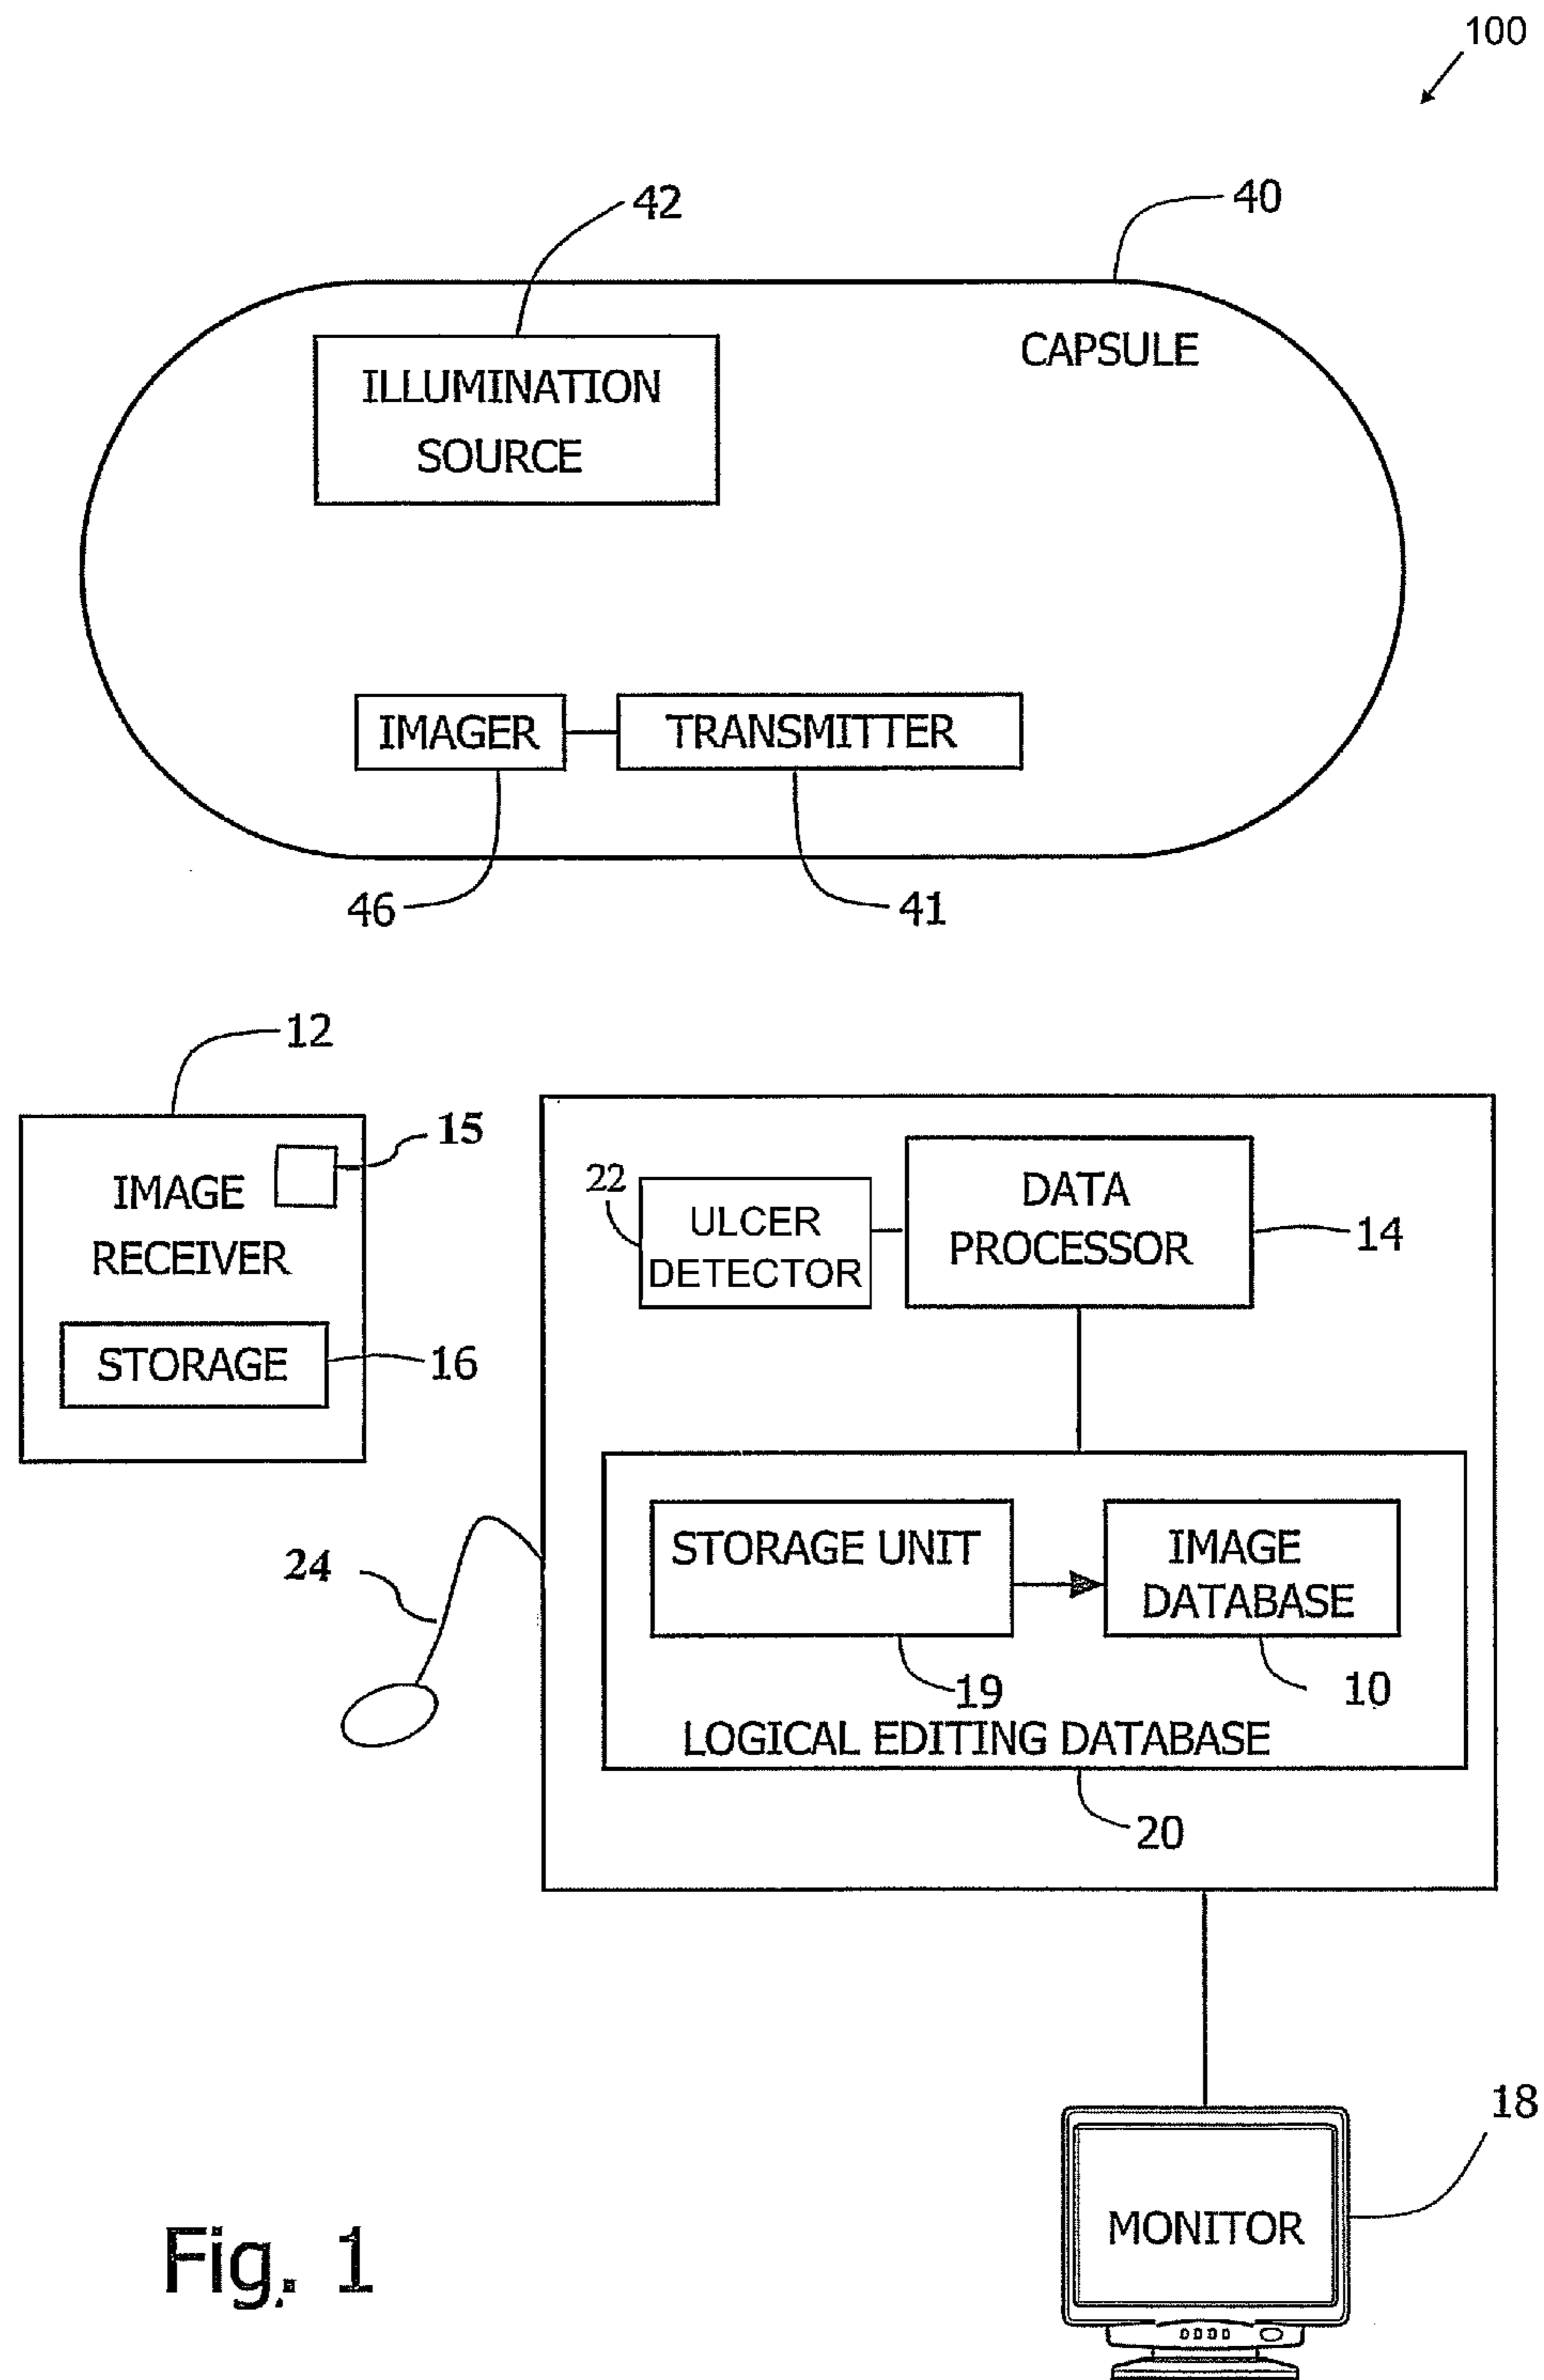 100
42
40
CAPSULE
ILLUMINATION
SOURCE
IMAGER
TRANSMITTER
46
41
12
15
IMAGE
RECEIVER
STORAGE
16
22
ULCER
DETECTOR
DATA
PROCESSOR
14
24
STORAGE UNIT
IMAGE
DATABASE
19
10
LOGICAL EDITING DATABASE
20
18
MONITOR
Fig. 1